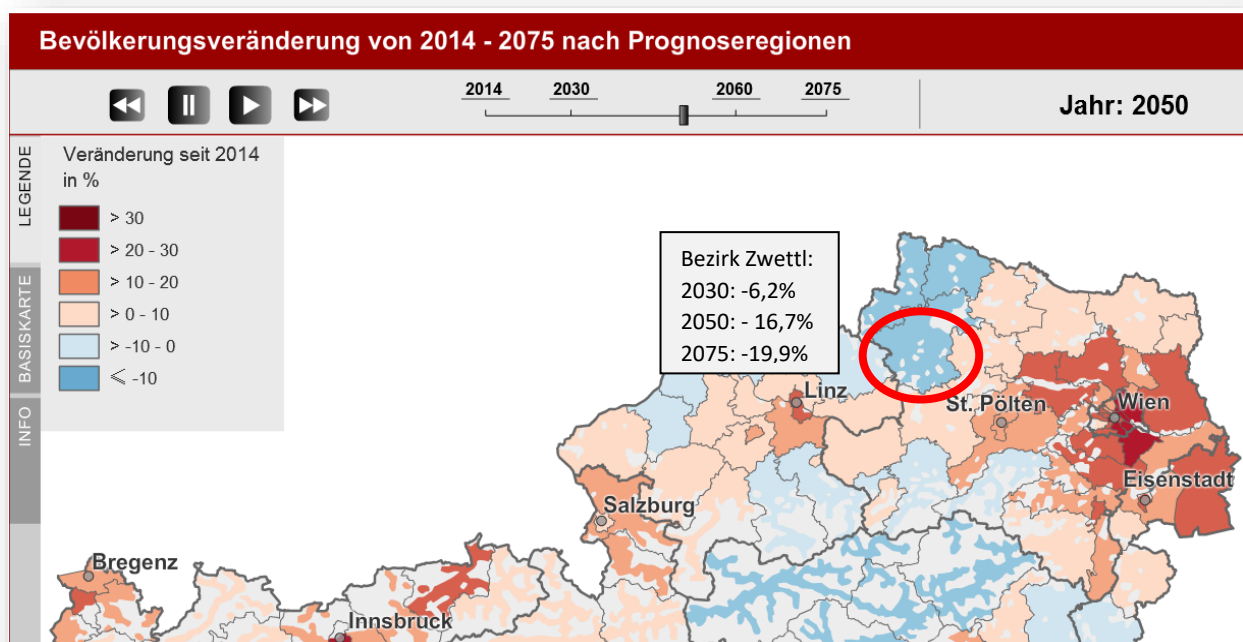 Bevölkerungsveränderung von 2014 - 2075 nach Prognoseregionen
2014 2030 2060 2075
Jahr: 2050
LEGENDE
BASISKARTE
INFO
Veränderung seit 2014
in %
> 30
> 20 - 30
> 10 - 20
> 0 - 10
> -10 - 0
⩽ -10
Bezirk Zwettl:
2030: -6,2%
2050: - 16,7%
2075: -19,9%
Linz
St. Pölten
Wien
Eisenstadt
Salzburg
Bregenz
Innsbruck